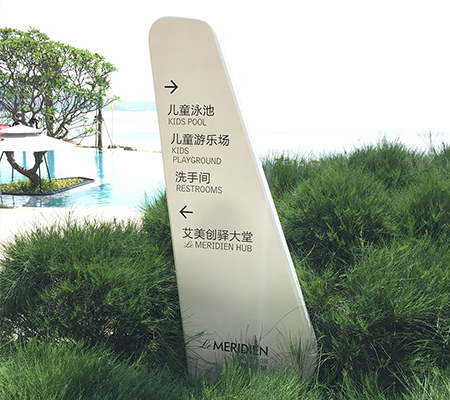 →
儿童泳池
KIDS POOL
儿童游乐场
KIDS
PLAYGROUND
洗手间
RESTROOMS
←
艾美创驿大堂
Le MERIDIEN HUB
Le MERIDIEN